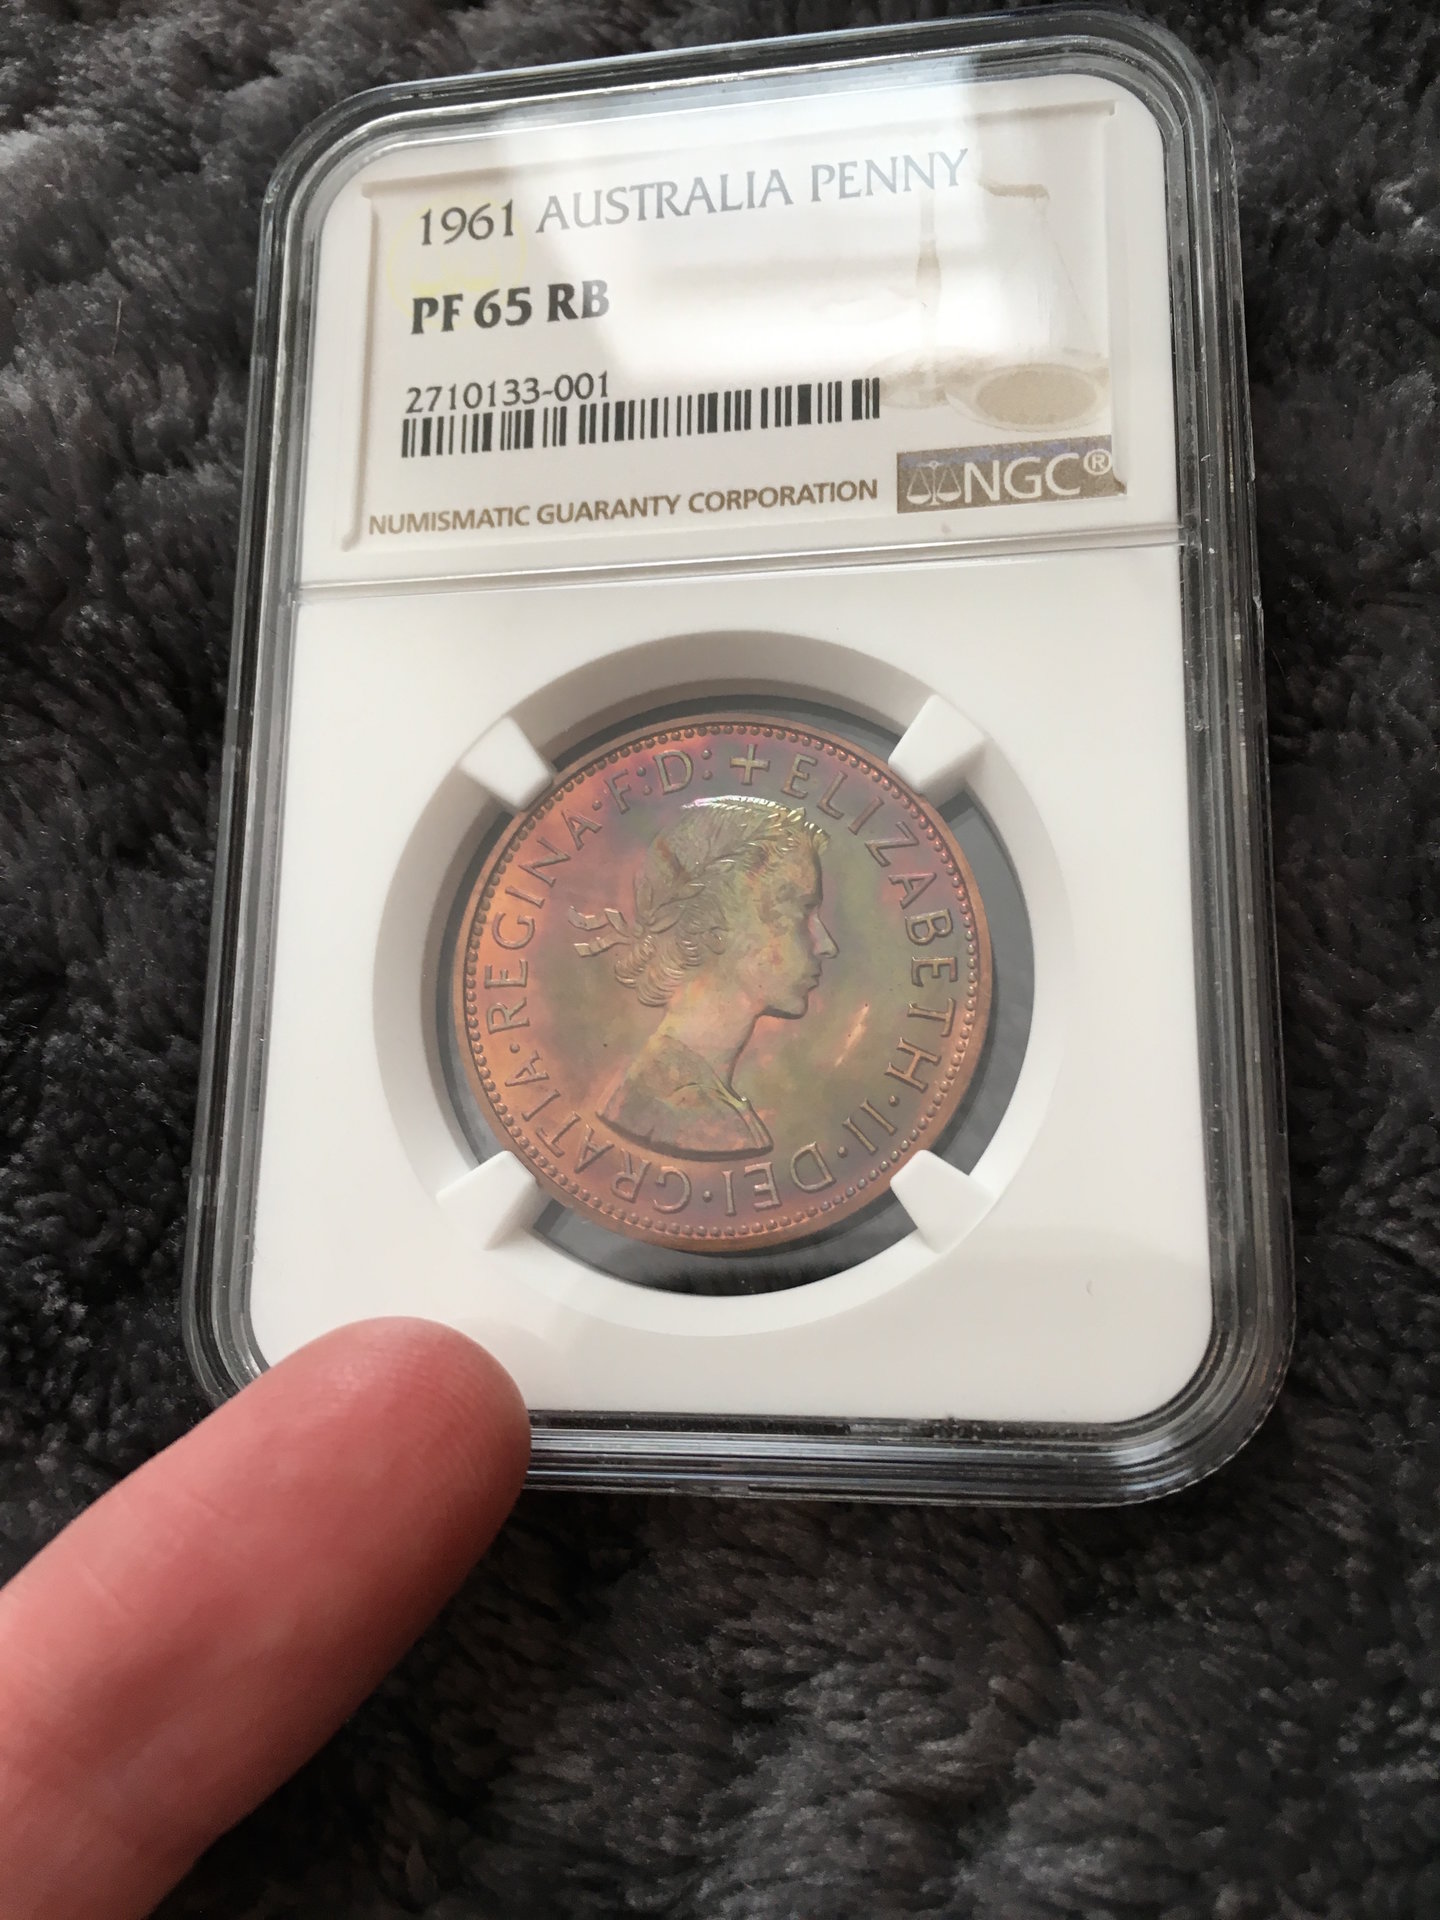 1961 AUSTRALIA PENNY
PF 65 RB
2710133-001
NUMISMATIC GUARANTY CORPORATION NGC®
+ELIZABETH·II·DEI·GRATIA·REGINA·F:D: